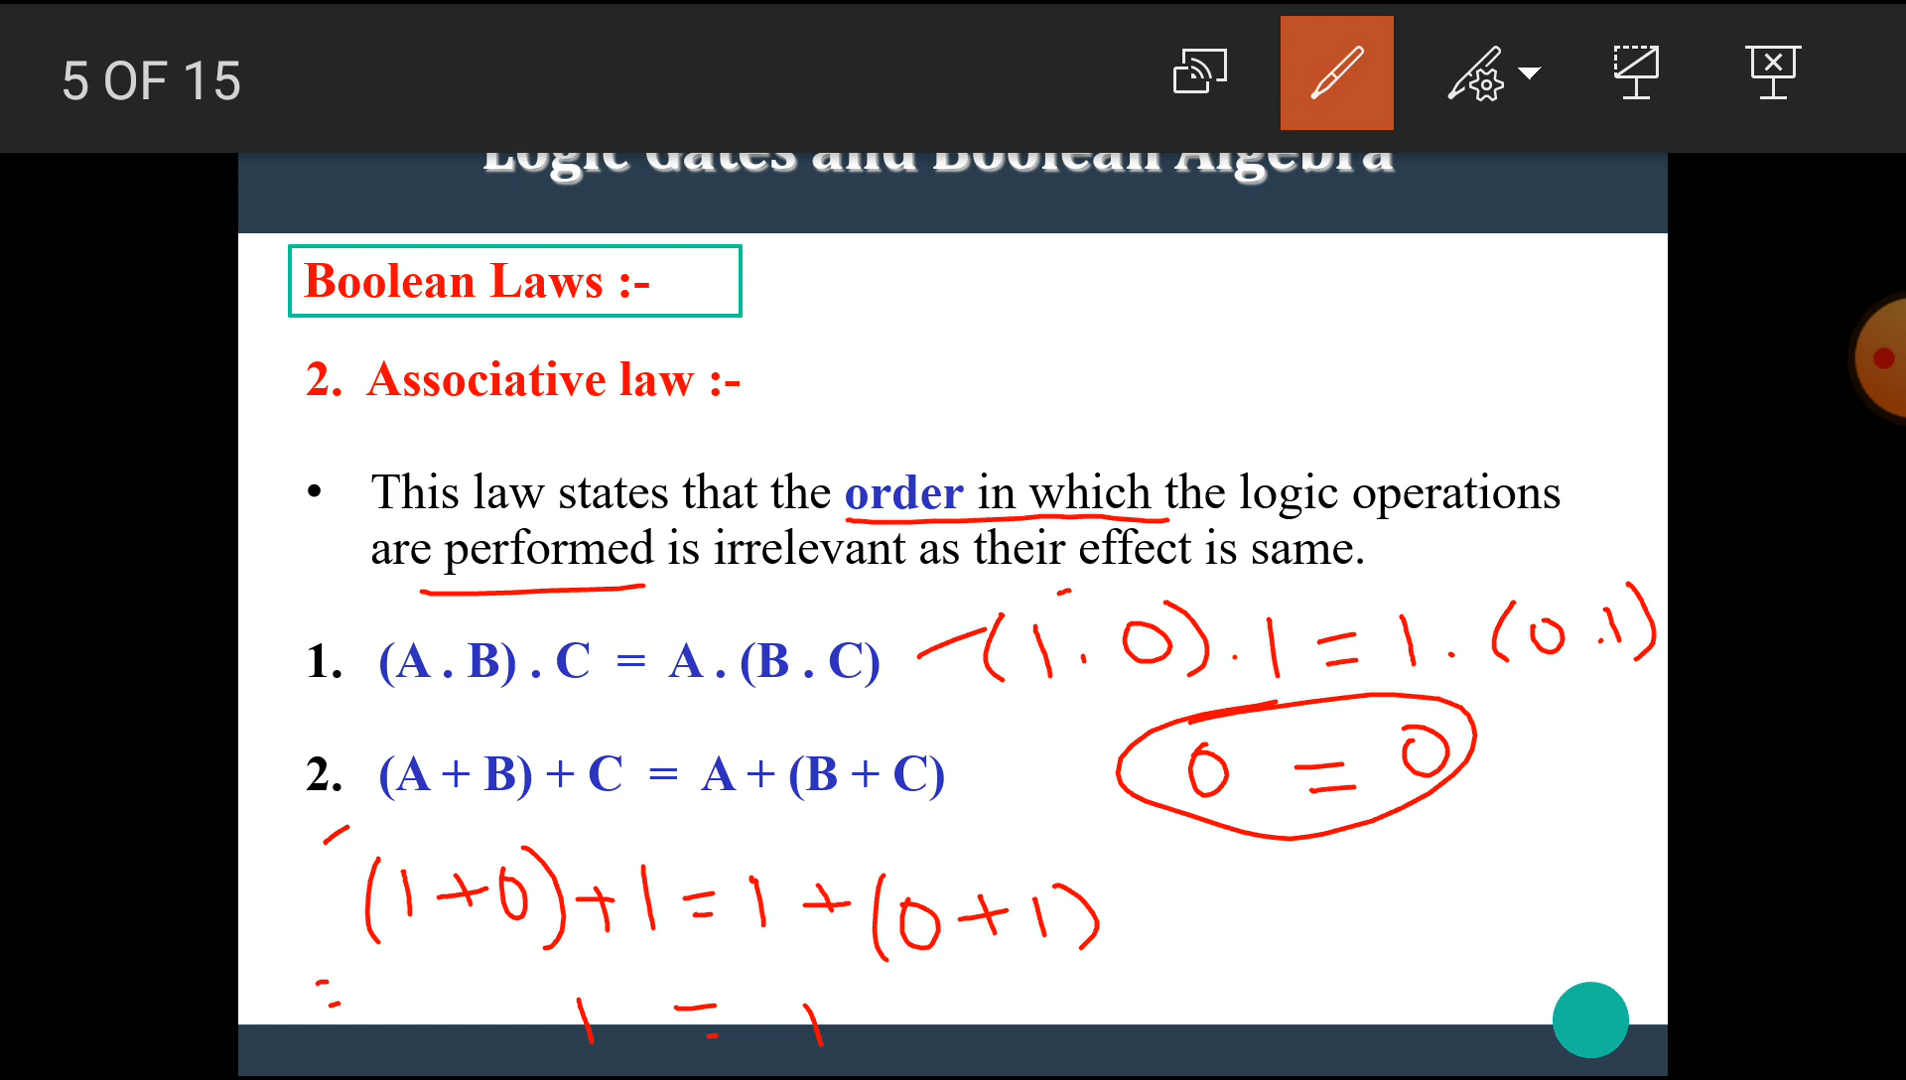 5 OF 15
Logic Gates and Boolean Algebra
Boolean Laws :-
2. Associative law :-
• This law states that the order in which the logic operations
are performed is irrelevant as their effect is same.
1. (A . B) . C = A . (B . C) (1 . 0) . 1 = 1 . (0 . 1)
0 = 0
2. (A + B) + C = A + (B + C)
(1 + 0) + 1 = 1 + (0 + 1)
= 1 = 1